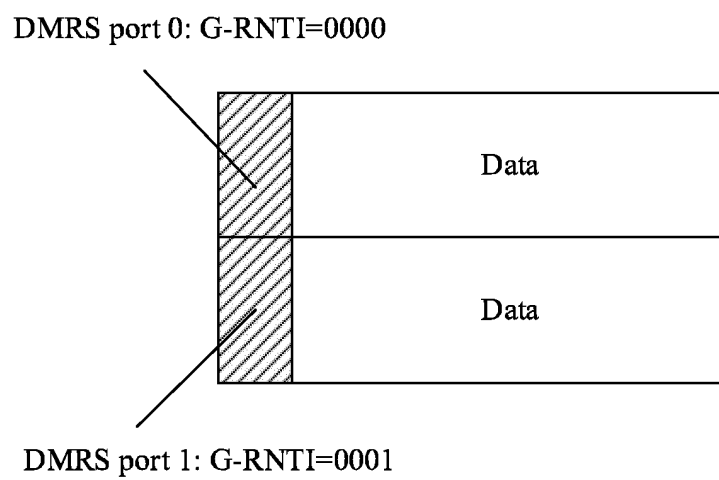 DMRS port 0: G-RNTI=0000
Data
Data
DMRS port 1: G-RNTI=0001